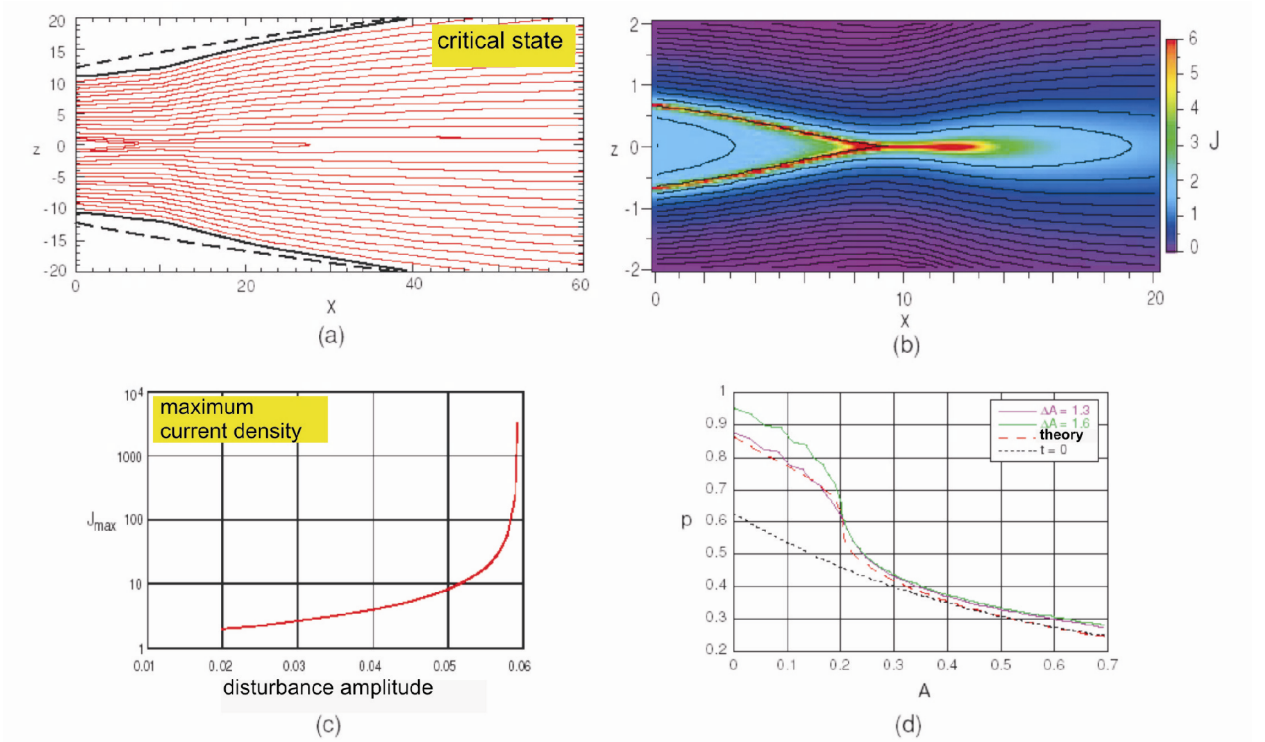 critical state
20
15
10
5
z 0
-5
-10
-15
-20
0 20 40 60
X
(a)
2
1
z 0
-1
-2
0 10 20
X
(b)
6
5
4
3 J
2
1
0
maximum
current density
10⁴
1000
Jmax 100
10
1
0.01 0.02 0.03 0.04 0.05 0.06
disturbance amplitude
(c)
1
0.9
0.8
0.7
p 0.6
0.5
0.4
0.3
0.2
0 0.1 0.2 0.3 0.4 0.5 0.6 0.7
A
(d)
ΔA = 1.3
ΔA = 1.6
theory
t = 0